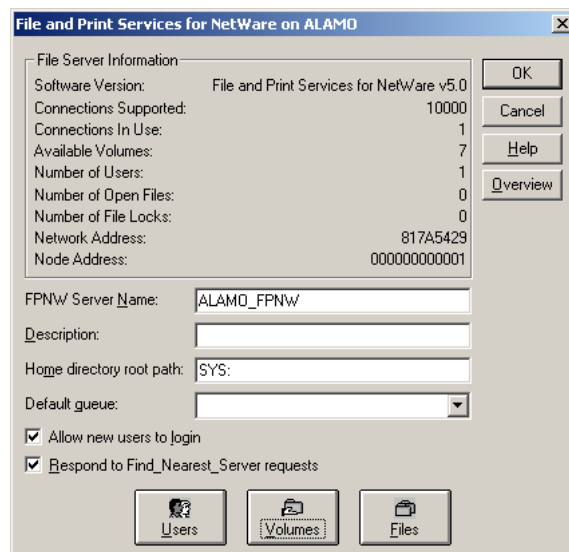 File and Print Services for NetWare on ALAMO
File Server Information
Software Version: File and Print Services for NetWare v5.0
Connections Supported: 10000
Connections In Use: 1
Available Volumes: 7
Number of Users: 1
Number of Open Files: 0
Number of File Locks: 0
Network Address: 817A5429
Node Address: 000000000001
OK
Cancel
Help
Overview
FPNW Server Name: ALAMO_FPNW
Description:
Home directory root path: SYS:
Default queue:
Allow new users to login
Respond to Find_Nearest_Server requests
Users
Volumes
Files